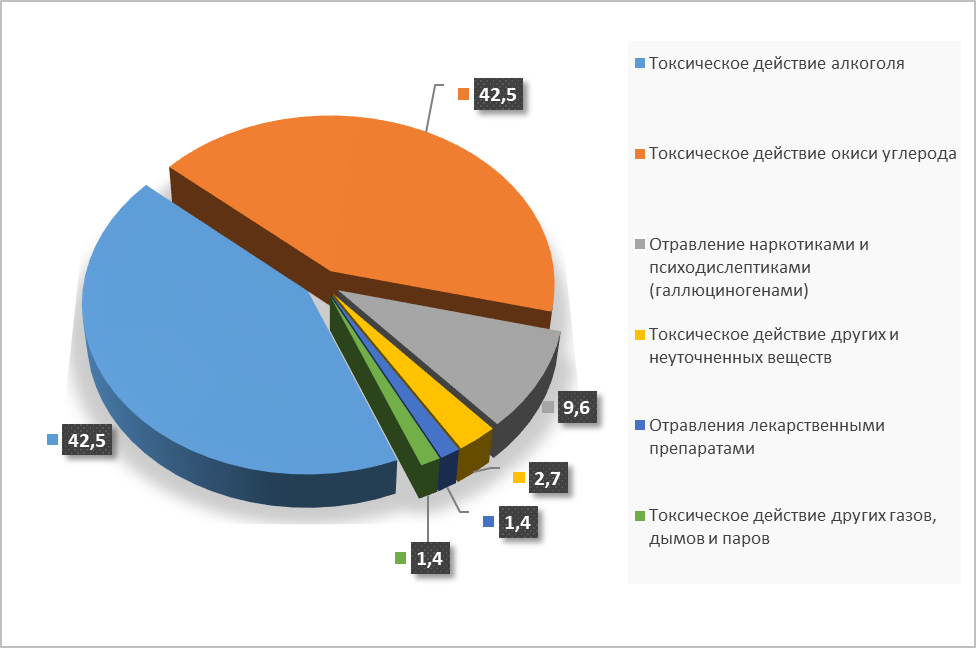 42,5
42,5
9,6
2,7
1,4
1,4
Токсическое действие алкоголя
Токсическое действие окиси углерода
Отравление наркотиками и
психодислептиками
(галлюциногенами)
Токсическое действие других и
неуточненных веществ
Отравления лекарственными
препаратами
Токсическое действие других газов,
дымов и паров